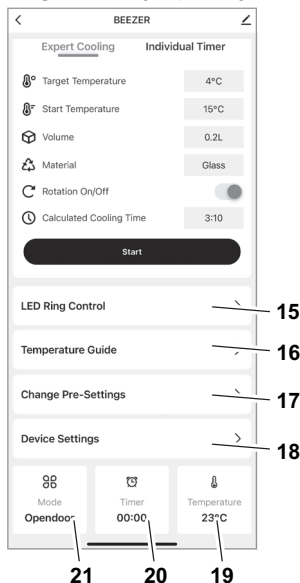 BEEZER
Expert Cooling Individual Timer
Target Temperature 4°C
Start Temperature 15°C
Volume 0.2L
Material Glass
Rotation On/Off
Calculated Cooling Time 3:10
Start
LED Ring Control
15
Temperature Guide
16
Change Pre-Settings
17
Device Settings
18
Mode Timer Temperature
Opendoor 00:00 23°C
21 20 19